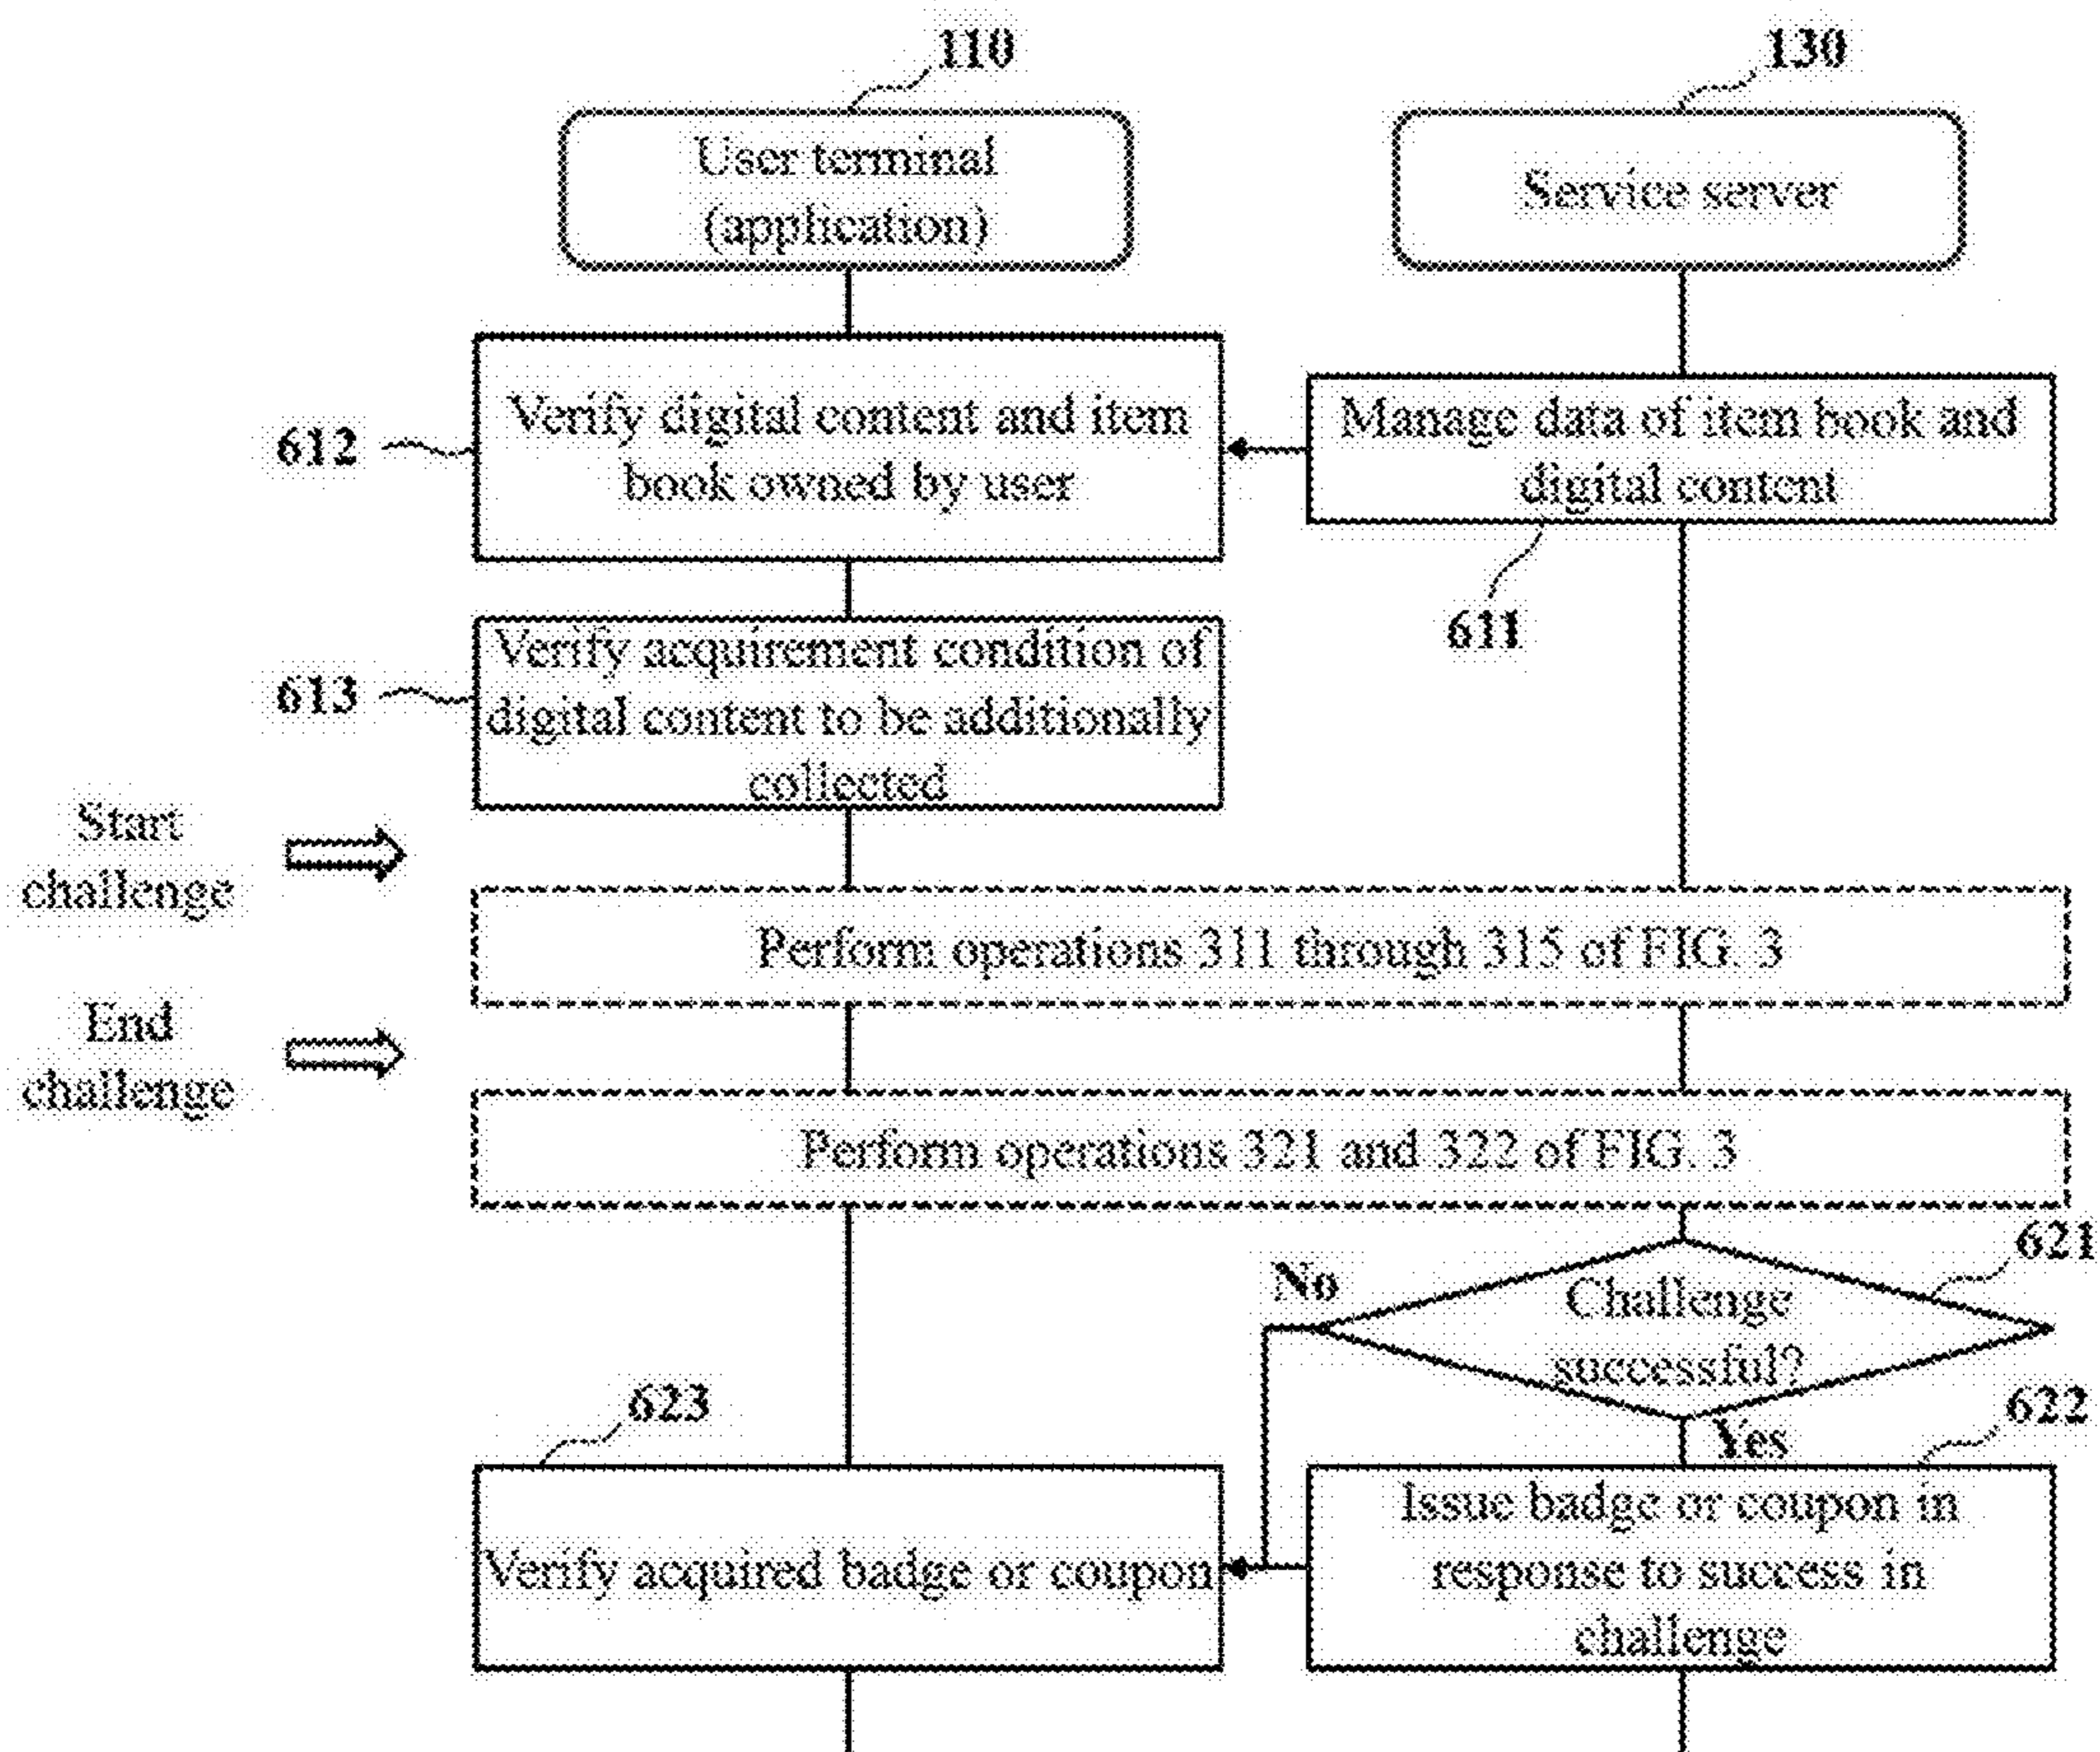 110
130
User terminal
(application)
Service server
612
Verify digital content and item
book owned by user
Manage data of item book and
digital content
611
613
Verify acquirement condition of
digital content to be additionally
collected
Start
challenge
Perform operations 311 through 315 of FIG. 3
End
challenge
Perform operations 321 and 322 of FIG. 3
621
No
Challenge
successful?
Yes
622
623
Verify acquired badge or coupon
Issue badge or coupon in
response to success in
challenge